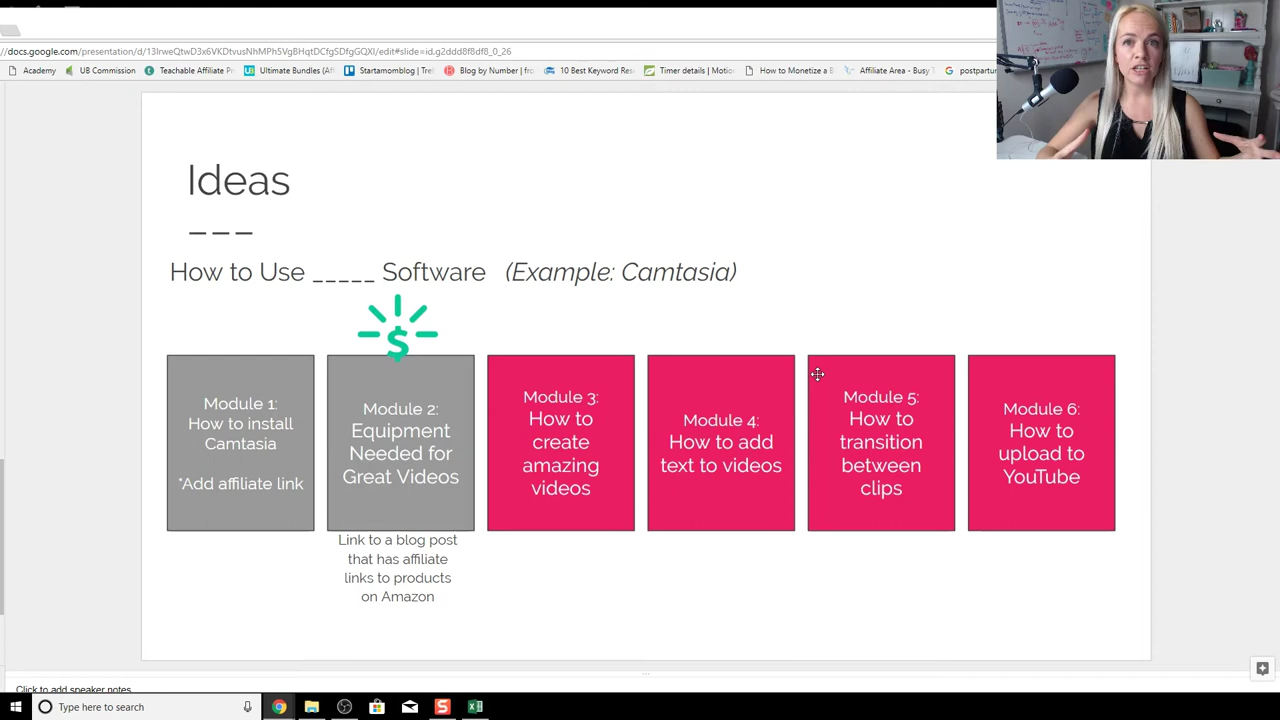 //docs.google.com/presentation/d/13IrweQtwD3x6VKDtvusNhMPh5VgBHqtDCfgSDfgGQXI/edit#slide=id.g2ddd8f8df8_0_26
Academy UB Commission Teachable Affiliate Pr Ultimate Bundles (Af Startamomblog | Trel Blog by Number | fro 10 Best Keyword Res Timer details | Motio How to Monetize a B Affiliate Area - Busy T postpartur
Ideas
_ _ _
How to Use _____ Software (Example: Camtasia)
$
Module 1:
How to install
Camtasia
*Add affiliate link
Module 2:
Equipment
Needed for
Great Videos
Link to a blog post
that has affiliate
links to products
on Amazon
Module 3:
How to
create
amazing
videos
Module 4:
How to add
text to videos
Module 5:
How to
transition
between
clips
Module 6:
How to
upload to
YouTube
Click to add speaker notes
Type here to search